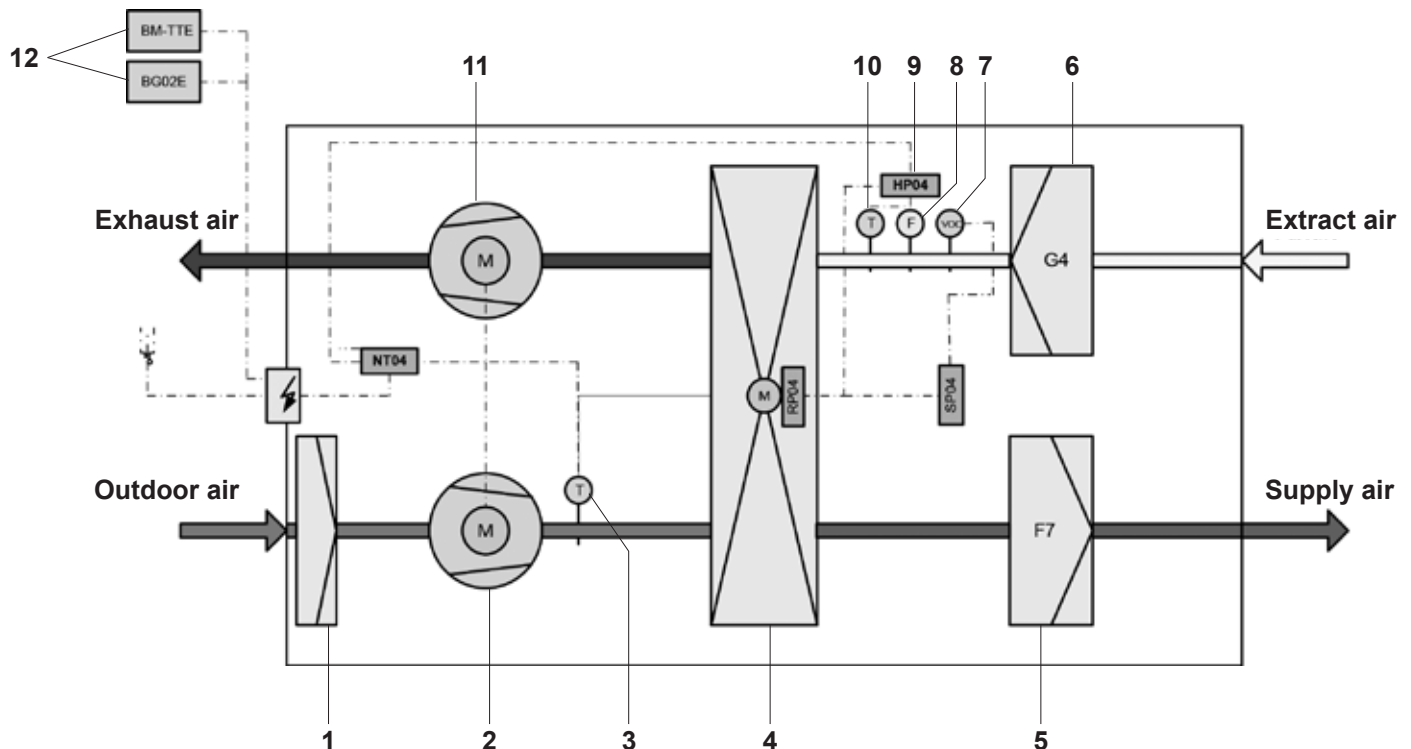 BM-TTE
12
BG02E
11
10
9
8
7
6
HP04
T
F
VOC
Exhaust air
Extract air
M
G4
NT04
M
RP04
SP04
Outdoor air
T
Supply air
M
F7
1
2
3
4
5